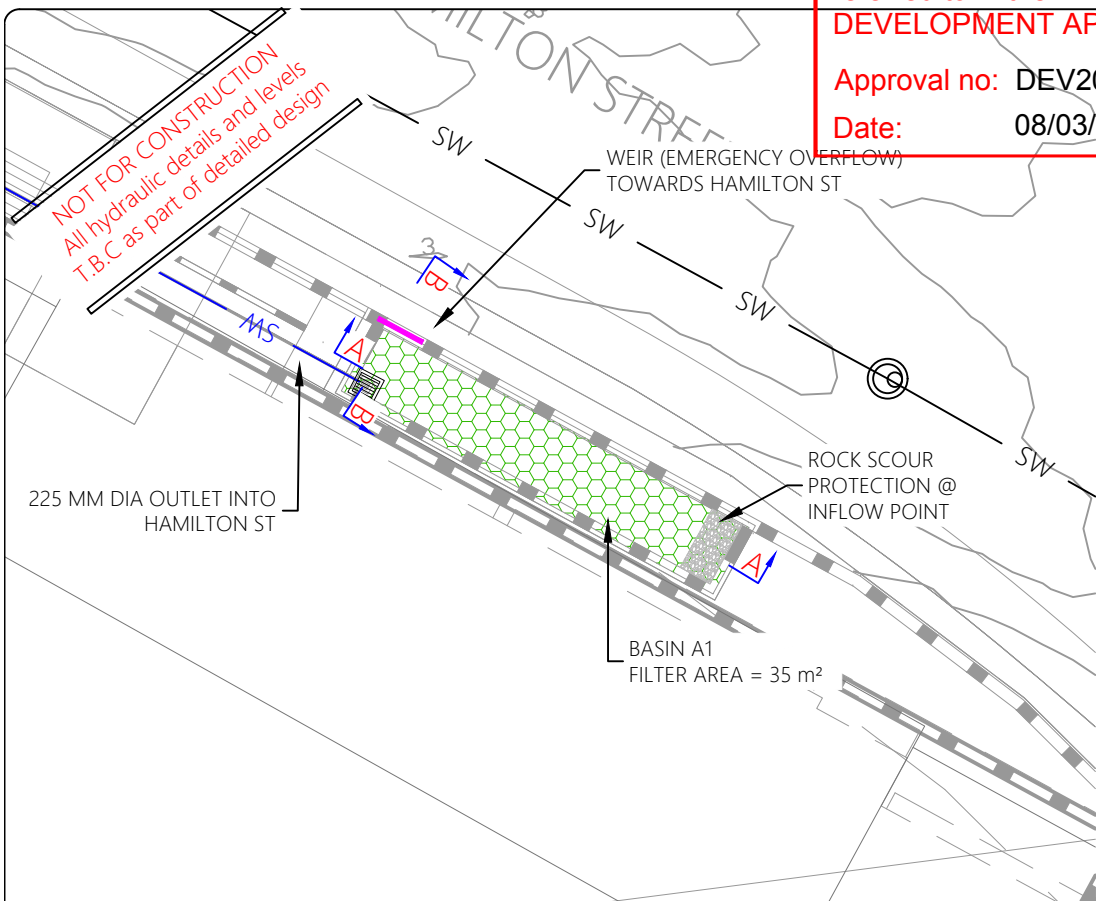 DEVELOPMENT AP
Approval no: DEV20
Date: 08/03/
MILTON STREE
NOT FOR CONSTRUCTION
All hydraulic details and levels
T.B.C as part of detailed design
SW
WEIR (EMERGENCY OVERFLOW)
TOWARDS HAMILTON ST
SW
3
B
SW
SW
A
B
225 MM DIA OUTLET INTO
HAMILTON ST
ROCK SCOUR
PROTECTION @
INFLOW POINT
SW
A
BASIN A1
FILTER AREA = 35 m²